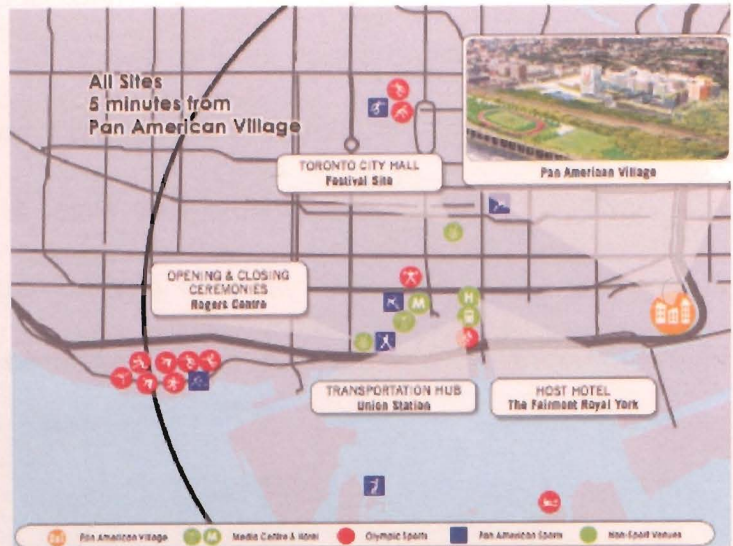 All Sites
5 minutes from
Pan American Village
Pan American Village
TORONTO CITY HALL
Festival Site
OPENING & CLOSING
CEREMONIES
Rogers Centre
M
H
TRANSPORTATION HUB
Union Station
HOST HOTEL
The Fairmont Royal York
Pan American Village
M
Media Centre & Hotel
Olympic Sports
Pan American Sports
Non-Sport Venues